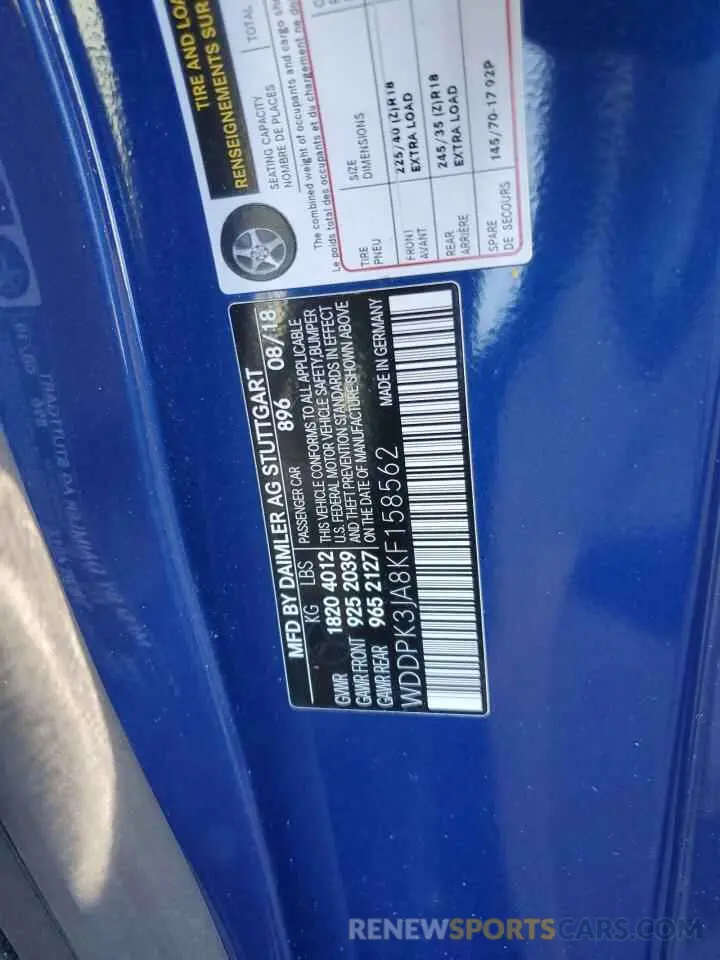 TIRE AND LOA
RENSEIGNEMENTS SUR
SEATING CAPACITY
NOMBRE DE PLACES
TOTAL
The combined weight of occupants and cargo sho
Le poids total des occupants et du chargement ne do
TIRE
PNEU
SIZE
DIMENSIONS
FRONT
AVANT
225/40 (Z)R18
EXTRA LOAD
REAR
ARRIÈRE
245/35 (Z)R18
EXTRA LOAD
SPARE
DE SECOURS
145/70-17 92P
MFD BY DAIMLER AG STUTTGART
896 08/18
KG LBS
PASSENGER CAR
GVWR 1820 4012
GAWR FRONT 925 2039
GAWR REAR 965 2127
THIS VEHICLE CONFORMS TO ALL APPLICABLE
U.S. FEDERAL MOTOR VEHICLE SAFETY,BUMPER
AND THEFT PREVENTION STANDARDS IN EFFECT
ON THE DATE OF MANUFACTURE SHOWN ABOVE
WDDPK3JA8KF158562
MADE IN GERMANY
RENEWSPORTSCARS.COM